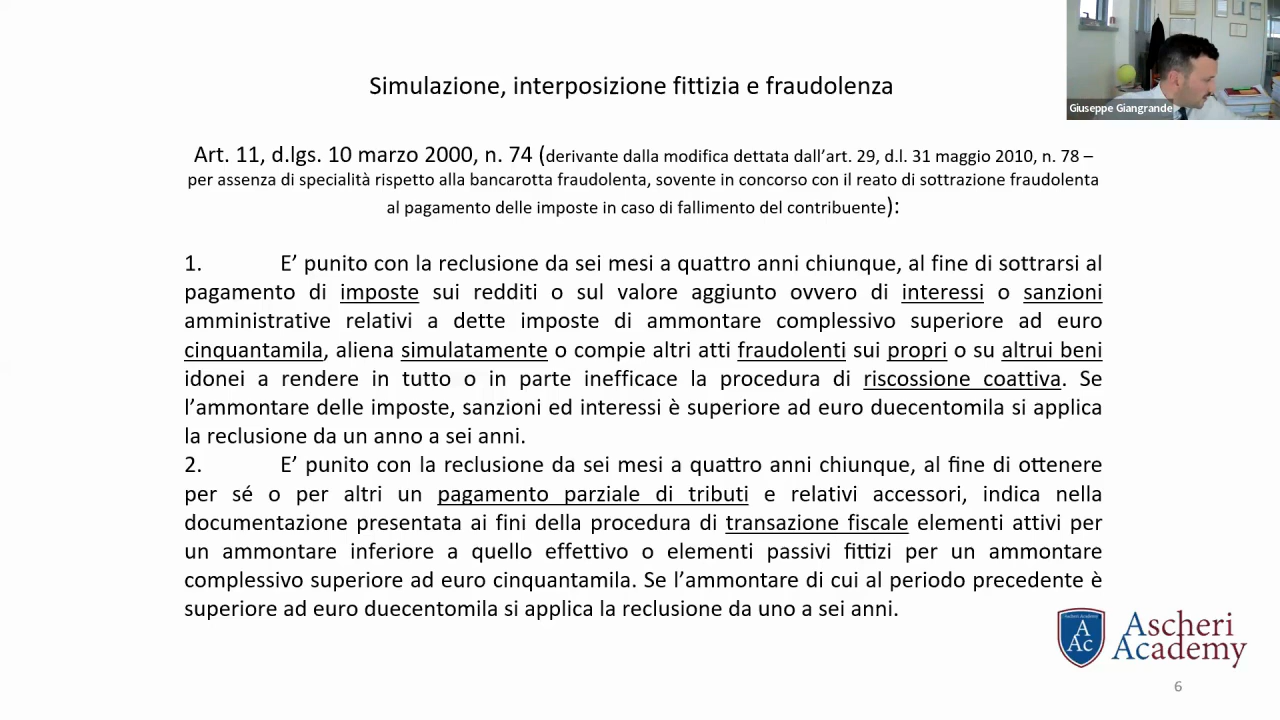 Giuseppe Giangrande
Simulazione, interposizione fittizia e fraudolenza
Art. 11, d.lgs. 10 marzo 2000, n. 74 (derivante dalla modifica dettata dall’art. 29, d.l. 31 maggio 2010, n. 78 –
per assenza di specialità rispetto alla bancarotta fraudolenta, sovente in concorso con il reato di sottrazione fraudolenta
al pagamento delle imposte in caso di fallimento del contribuente):
1. E’ punito con la reclusione da sei mesi a quattro anni chiunque, al fine di sottrarsi al
pagamento di imposte sui redditi o sul valore aggiunto ovvero di interessi o sanzioni
amministrative relativi a dette imposte di ammontare complessivo superiore ad euro
cinquantamila, aliena simulatamente o compie altri atti fraudolenti sui propri o su altrui beni
idonei a rendere in tutto o in parte inefficace la procedura di riscossione coattiva. Se
l’ammontare delle imposte, sanzioni ed interessi è superiore ad euro duecentomila si applica
la reclusione da un anno a sei anni.
2. E’ punito con la reclusione da sei mesi a quattro anni chiunque, al fine di ottenere
per sé o per altri un pagamento parziale di tributi e relativi accessori, indica nella
documentazione presentata ai fini della procedura di transazione fiscale elementi attivi per
un ammontare inferiore a quello effettivo o elementi passivi fittizi per un ammontare
complessivo superiore ad euro cinquantamila. Se l’ammontare di cui al periodo precedente è
superiore ad euro duecentomila si applica la reclusione da uno a sei anni.
Ascheri Academy
A
Ac
Ascheri
Academy
6